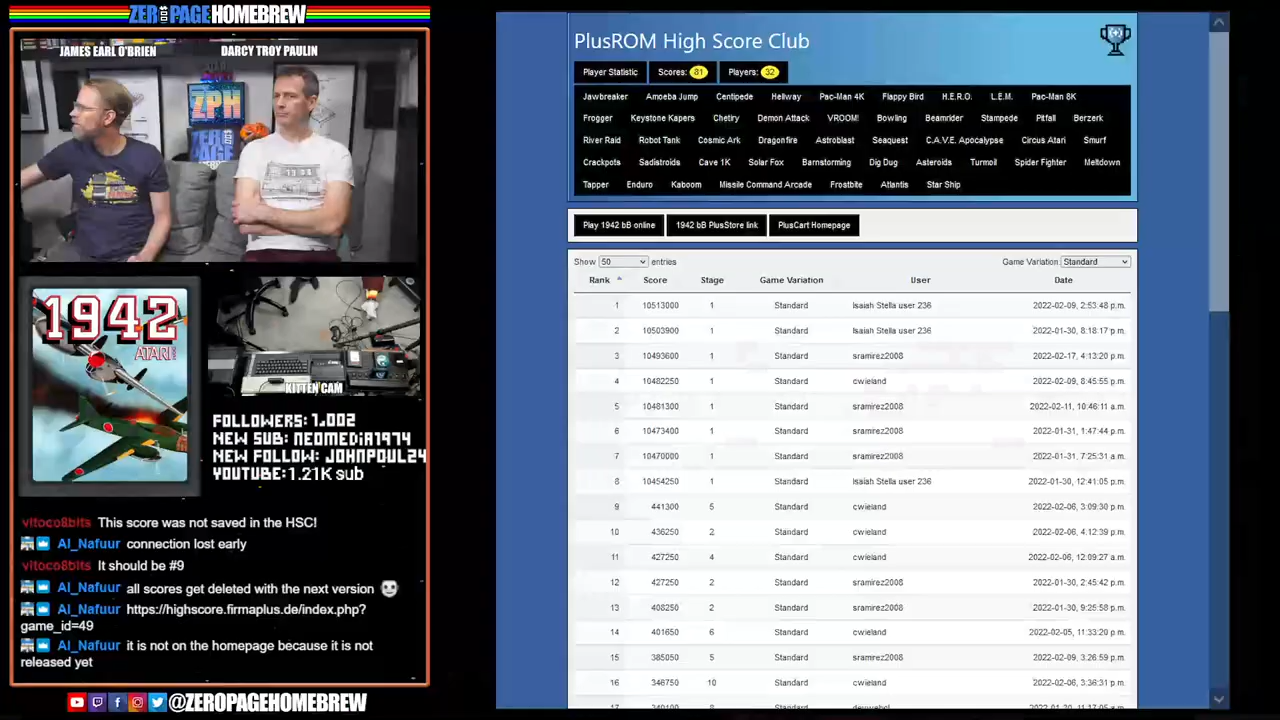 ZEROPAGEHOMEBREW
JAMES EARL O'BRIEN
DARCY TROY PAULIN
ZPH
1942
ATARI
KITTEN CAM
FOLLOWERS: 1,002
NEW SUB: NEOMEDIA1974
NEW FOLLOW: JOHNPOUL24
YOUTUBE: 1.21K sub
vitoco8bits This score was not saved in the HSC!
Al_Nafuur connection lost early
vitoco8bits It should be #9
Al_Nafuur all scores get deleted with the next version
Al_Nafuur https://highscore.firmaplus.de/index.php?
game_id=49
Al_Nafuur it is not on the homepage because it is not
released yet
@ZEROPAGEHOMEBREW
PlusROM High Score Club
Player Statistic Scores: 81 Players: 32
Jawbreaker Amoeba Jump Centipede Hellway Pac-Man 4K Flappy Bird H.E.R.O. L.E.M. Pac-Man 8K
Frogger Keystone Kapers Chetiry Demon Attack VROOM! Bowling Beamrider Stampede Pitfall Berzerk
River Raid Robot Tank Cosmic Ark Dragonfire Astroblast Seaquest C.A.V.E. Apocalypse Circus Atari Smurf
Crackpots Sadistroids Cave 1K Solar Fox Barnstorming Dig Dug Asteroids Turmoil Spider Fighter Meltdown
Tapper Enduro Kaboom Missile Command Arcade Frostbite Atlantis Star Ship
Play 1942 bB online 1942 bB PlusStore link PlusCart Homepage
Show 50 entries Game Variation: Standard
Rank Score Stage Game Variation User Date
1 10513000 1 Standard Isaiah Stella user 236 2022-02-09, 2:53:48 p.m.
2 10503900 1 Standard Isaiah Stella user 236 2022-01-30, 8:18:17 p.m.
3 10493600 1 Standard sramirez2008 2022-02-17, 4:13:20 p.m.
4 10482250 1 Standard cwieland 2022-02-09, 8:45:55 p.m.
5 10481300 1 Standard sramirez2008 2022-02-11, 10:46:11 a.m.
6 10473400 1 Standard sramirez2008 2022-01-31, 1:47:44 p.m.
7 10470000 1 Standard sramirez2008 2022-01-31, 7:25:31 a.m.
8 10454250 1 Standard Isaiah Stella user 236 2022-01-30, 12:41:05 p.m.
9 441300 5 Standard cwieland 2022-02-06, 3:09:30 p.m.
10 436250 2 Standard cwieland 2022-02-06, 4:12:39 p.m.
11 427250 4 Standard cwieland 2022-02-06, 12:09:27 a.m.
12 427250 2 Standard sramirez2008 2022-01-30, 2:45:42 p.m.
13 408250 2 Standard sramirez2008 2022-01-30, 9:25:58 p.m.
14 401650 6 Standard cwieland 2022-02-05, 11:33:20 p.m.
15 385050 5 Standard sramirez2008 2022-02-09, 3:26:59 p.m.
16 346750 10 Standard cwieland 2022-02-06, 3:36:31 p.m.